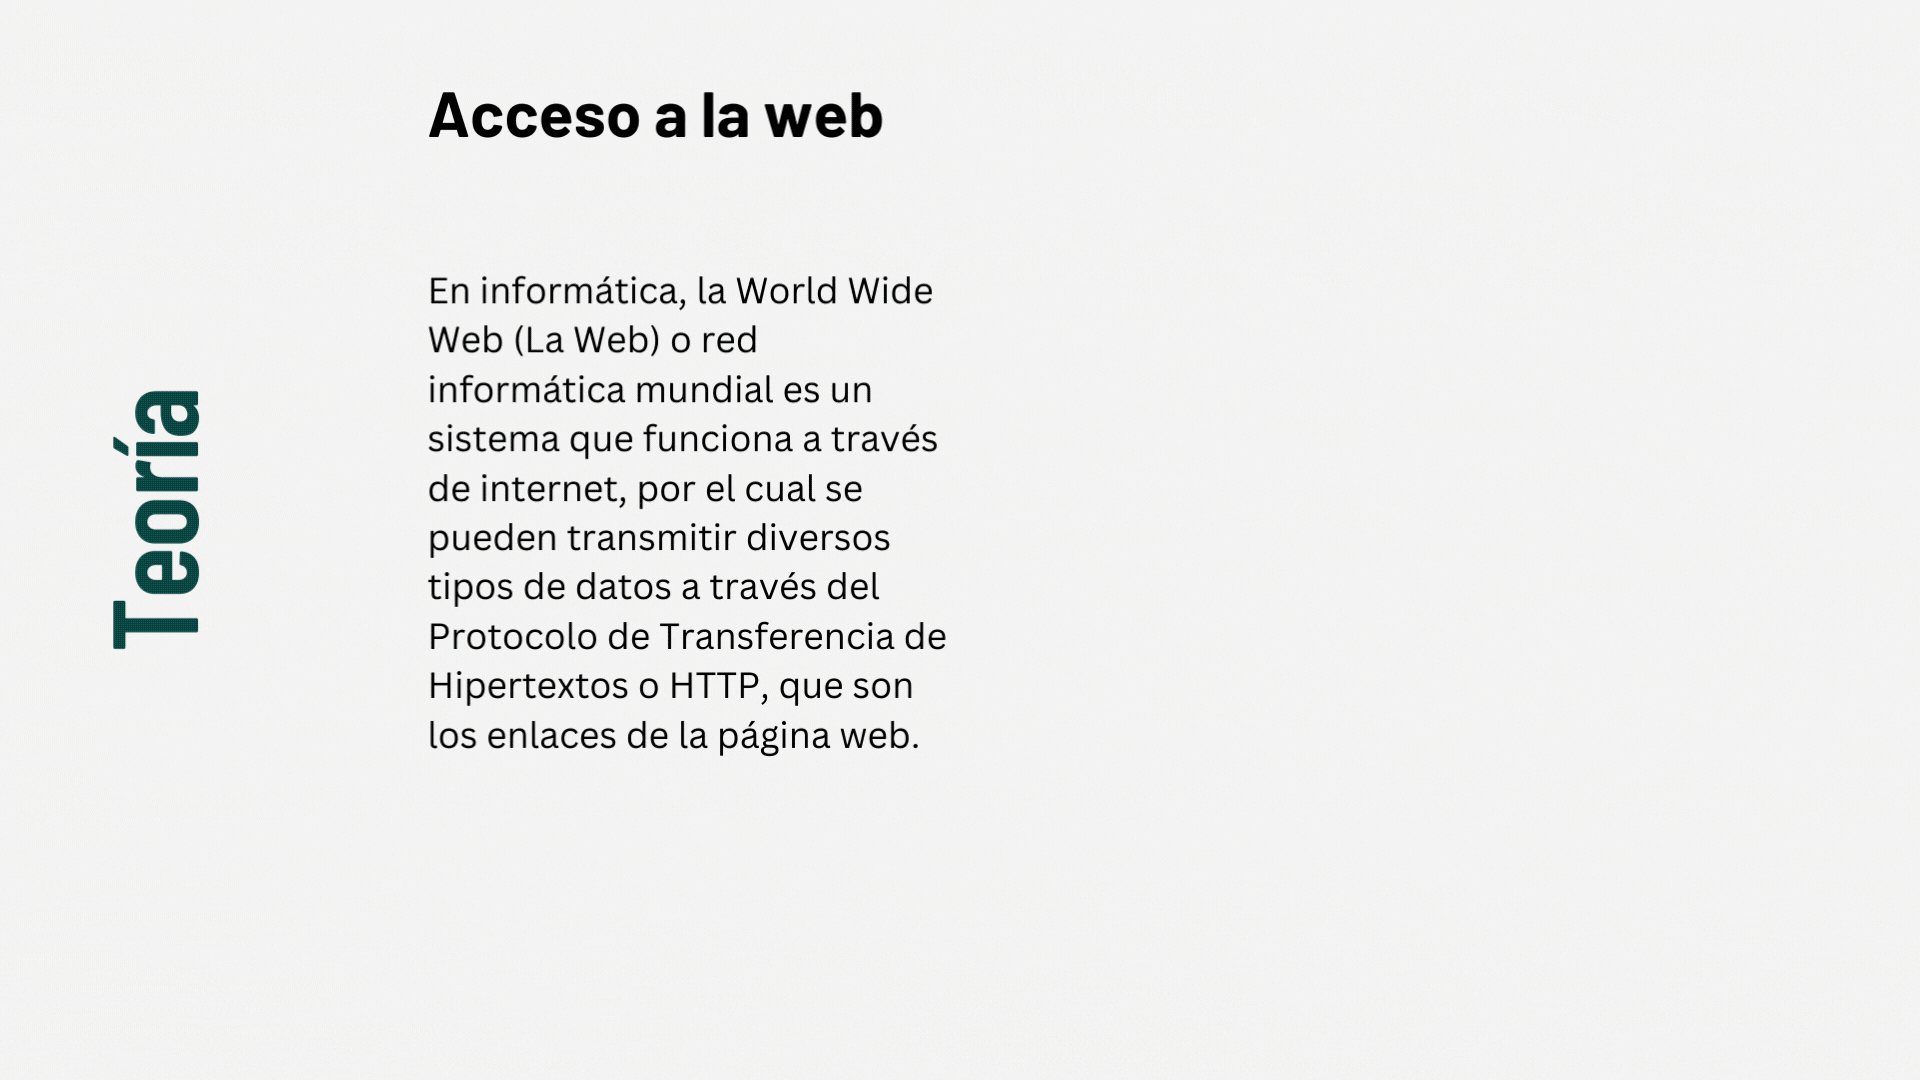 Acceso a la web
Teoría
En informática, la World Wide
Web (La Web) o red
informática mundial es un
sistema que funciona a través
de internet, por el cual se
pueden transmitir diversos
tipos de datos a través del
Protocolo de Transferencia de
Hipertextos o HTTP, que son
los enlaces de la página web.